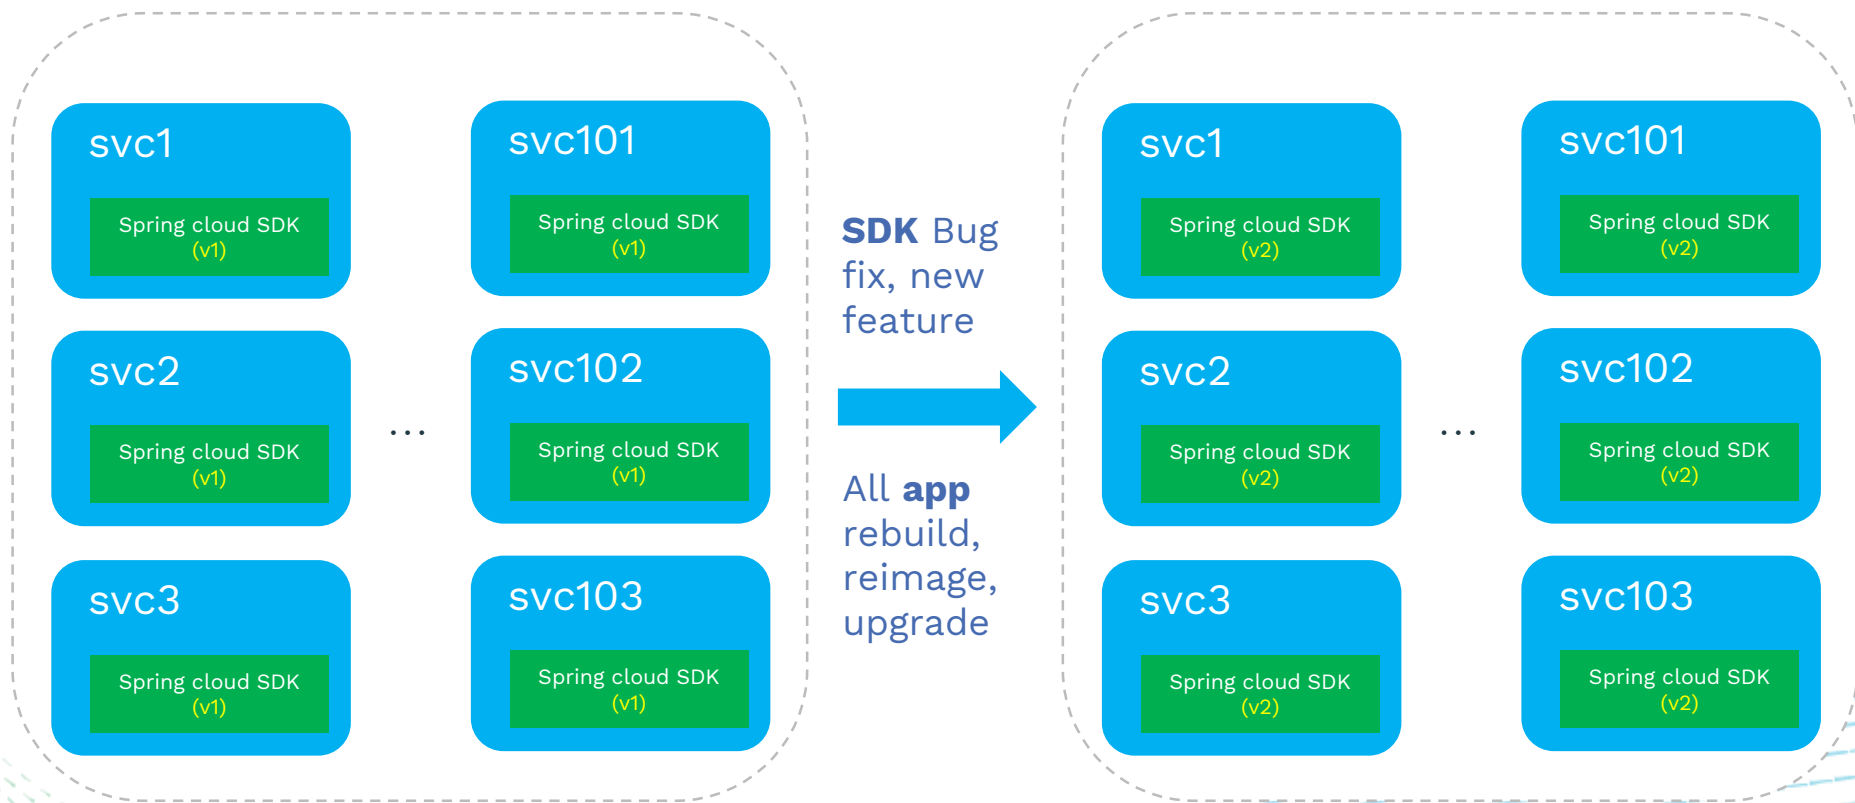 svc1
Spring cloud SDK
(v1)
svc101
Spring cloud SDK
(v1)
svc2
Spring cloud SDK
(v1)
...
svc102
Spring cloud SDK
(v1)
svc3
Spring cloud SDK
(v1)
svc103
Spring cloud SDK
(v1)
SDK Bug
fix, new
feature
All app
rebuild,
reimage,
upgrade
svc1
Spring cloud SDK
(v2)
svc101
Spring cloud SDK
(v2)
svc2
Spring cloud SDK
(v2)
...
svc102
Spring cloud SDK
(v2)
svc3
Spring cloud SDK
(v2)
svc103
Spring cloud SDK
(v2)